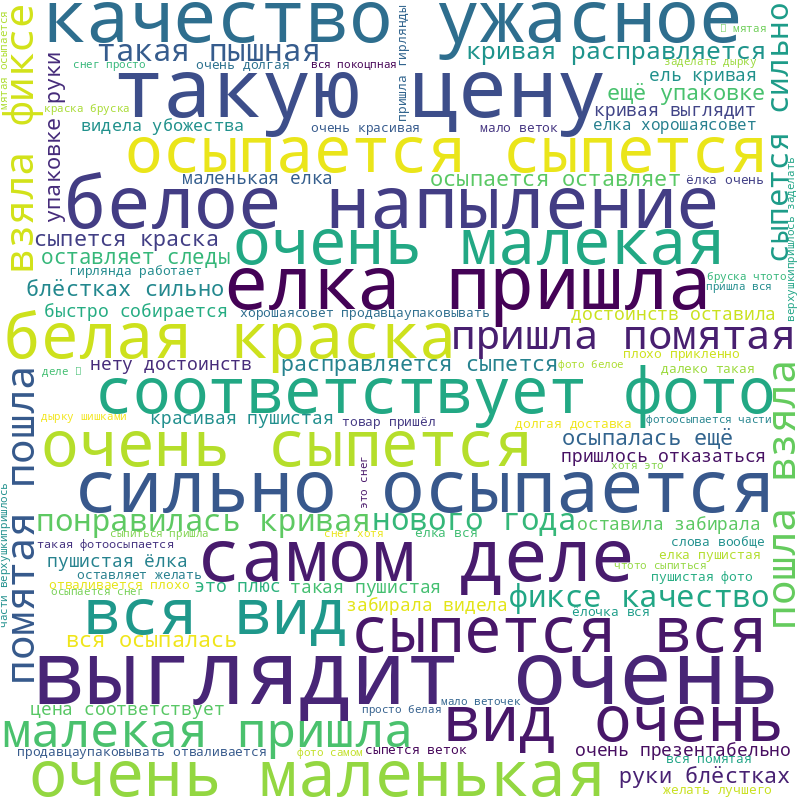 качество ужасное
такая пышная
кривая расправляется
мятая
снег просто
очень долгая
вся покоцпная
заделать дырку
пришла гирлянды
мятая осыпается
взяла фиксе
упаковке руки
такую цену
ель кривая
ещё упаковке
краска бруска
кривая выглядит
видела убожества
очень красивая
мало веток
елка хорошаясовет
сыпется сильно
осыпается сыпется
маленькая елка
осыпается оставляет
ёлка очень
белое напыление
верхушкипришлось заделать
сыпется краска
оставляет следы
очень малекая
гирлянда работает
елка пришла
бруска чтото
пришла вся
блёстках сильно
быстро собирается
хорошаясовет продавцаупаковывать
достоинств оставила
белая краска
пришла помятая
плохо прикленно
нету достоинств
расправляется сыпется
фото белое
далеко такая
деле
соответствует фото
помятая пошла
пошла взяла
дырку шишками
красивая пушистая
товар пришёл
долгая доставка
фотоосыпается части
очень сыпется
осыпалась ещё
пришлось отказаться
хотя это
это снег
сильно осыпается
части верхушкипришлось
понравилась кривая
нового года
оставила забирала
сыпиться пришла
снег хотя
елка вся
такая фотоосыпается
самом деле
слова вообще
елка пушистая
пушистая ёлка
чтото сыпиться
оставляет желать
пушистая фото
отваливается плохо
это плюс
такая пушистая
осыпается снег
фиксе качество
вся вид
забирала видела
ёлочка вся
вся осыпалась
сыпется вся
выглядит очень
мало веточек
цена соответствует
просто белая
вид очень
малекая пришла
продавцаупаковывать отваливается
фото самом
сыпется веток
очень презентабельно
вся помятая
очень маленькая
руки блёстках
желать лучшего